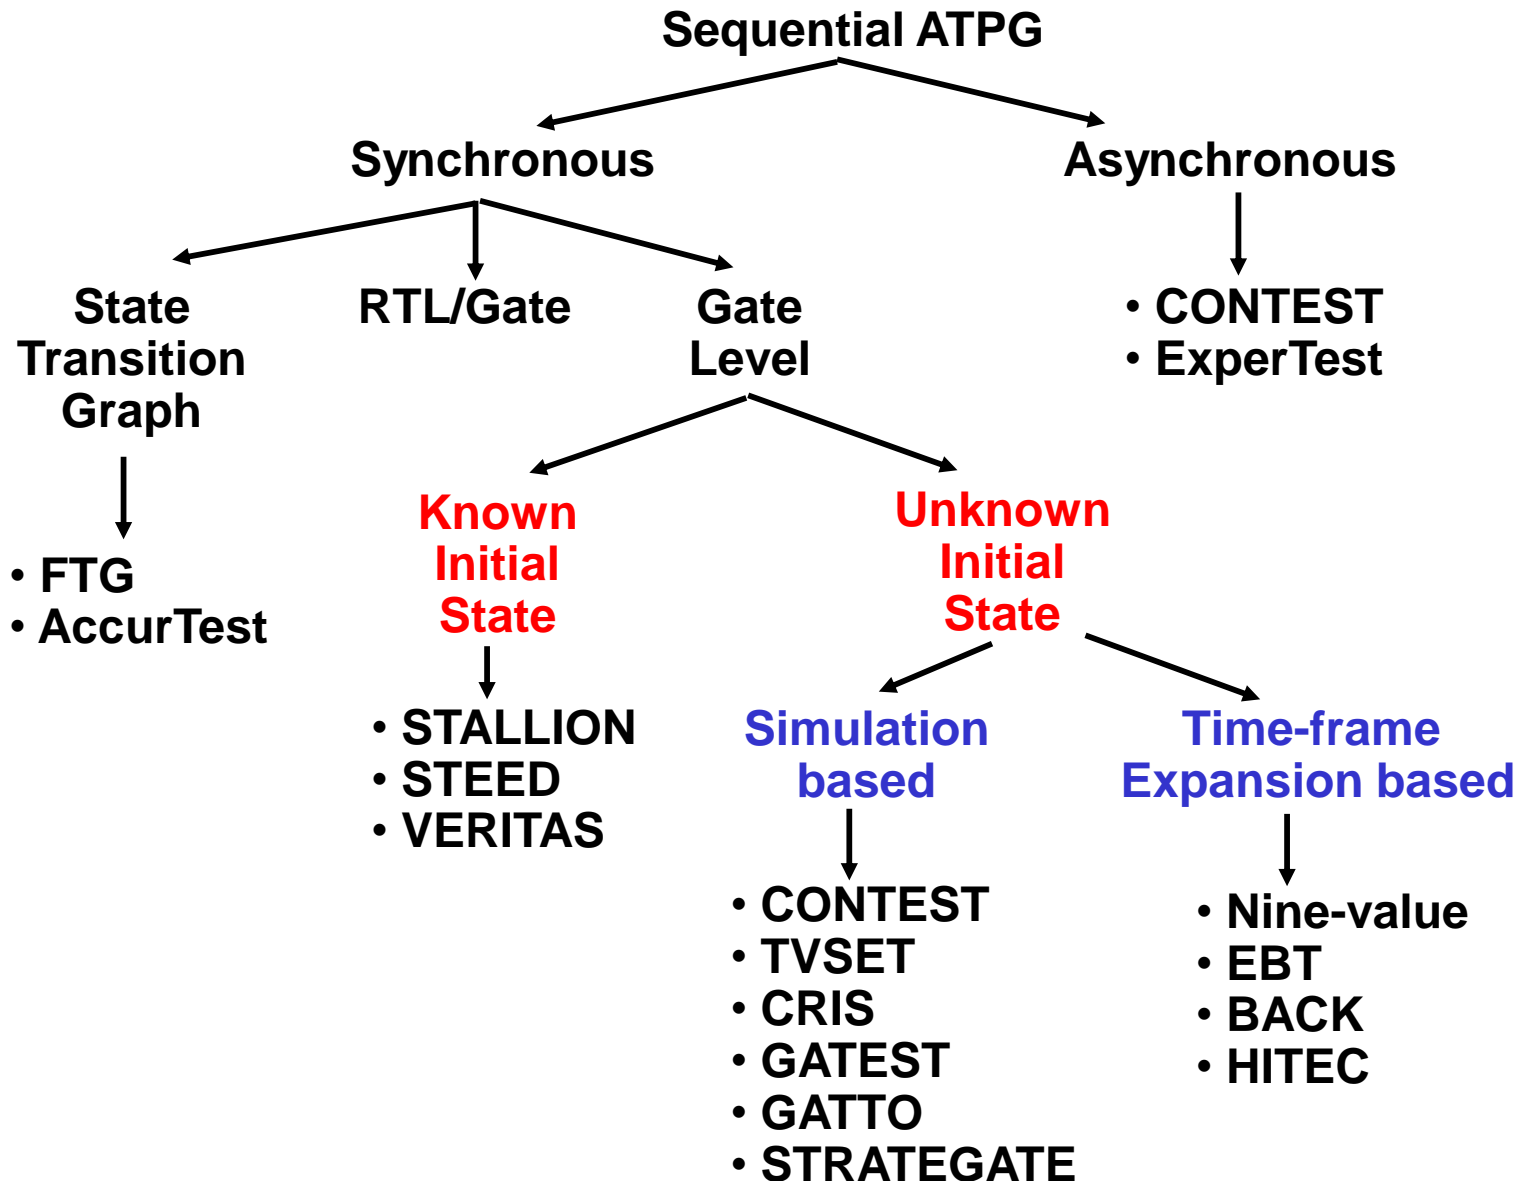 Sequential ATPG
Synchronous
Asynchronous
State
Transition
Graph
RTL/Gate
Gate
Level
• CONTEST
• ExperTest
• FTG
• AccurTest
Known
Initial
State
Unknown
Initial
State
• STALLION
• STEED
• VERITAS
Simulation
based
Time-frame
Expansion based
• CONTEST
• TVSET
• CRIS
• GATEST
• GATTO
• STRATEGATE
• Nine-value
• EBT
• BACK
• HITEC